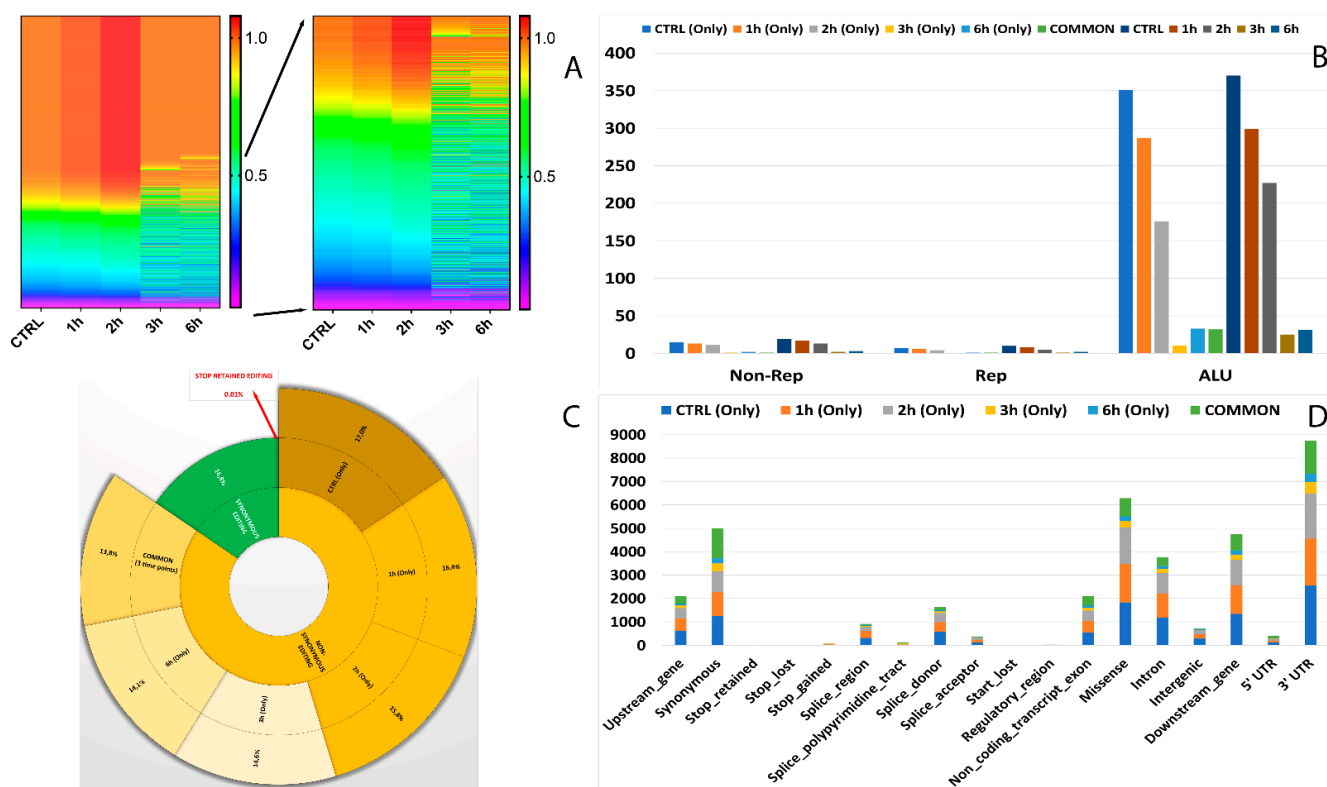 A
1.0
0.5
CTRL 1h 2h 3h 6h
1.0
0.5
CTRL 1h 2h 3h 6h
B
CTRL (Only) 1h (Only) 2h (Only) 3h (Only) 6h (Only) COMMON CTRL 1h 2h 3h 6h
400
350
300
250
200
150
100
50
0
Non-Rep Rep ALU
C
STOP RETAINED EDITING
0.01%
17,0%
CTRL (Only)
16,4%
1h (Only)
15,8%
2h (Only)
14,6%
3h (Only)
14,1%
6h (Only)
13,8%
COMMON
(3 time points)
16,8%
SYNONYMOUS
EDITING
NON-
SYNONYMOUS
EDITING
D
CTRL (Only) 1h (Only) 2h (Only) 3h (Only) 6h (Only) COMMON
9000
8000
7000
6000
5000
4000
3000
2000
1000
0
Upstream_gene
Synonymous
Stop_retained
Stop_lost
Stop_gained
Splice_region
Splice_polypyrimidine_tract
Splice_donor
Splice_acceptor
Start_lost
Regulatory_region
Non_coding_transcript_exon
Missense
Intron
Intergenic
Downstream_gene
5' UTR
3' UTR